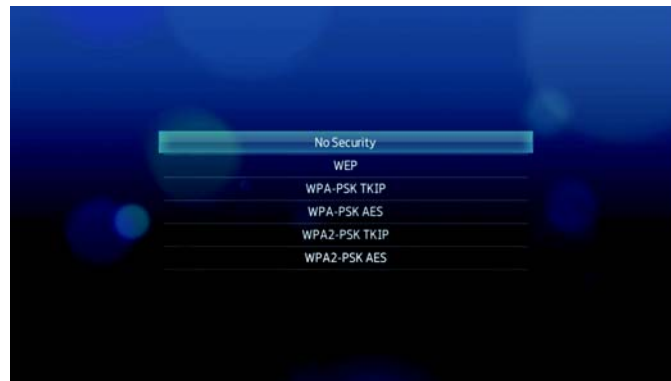 No Security
WEP
WPA-PSK TKIP
WPA-PSK AES
WPA2-PSK TKIP
WPA2-PSK AES